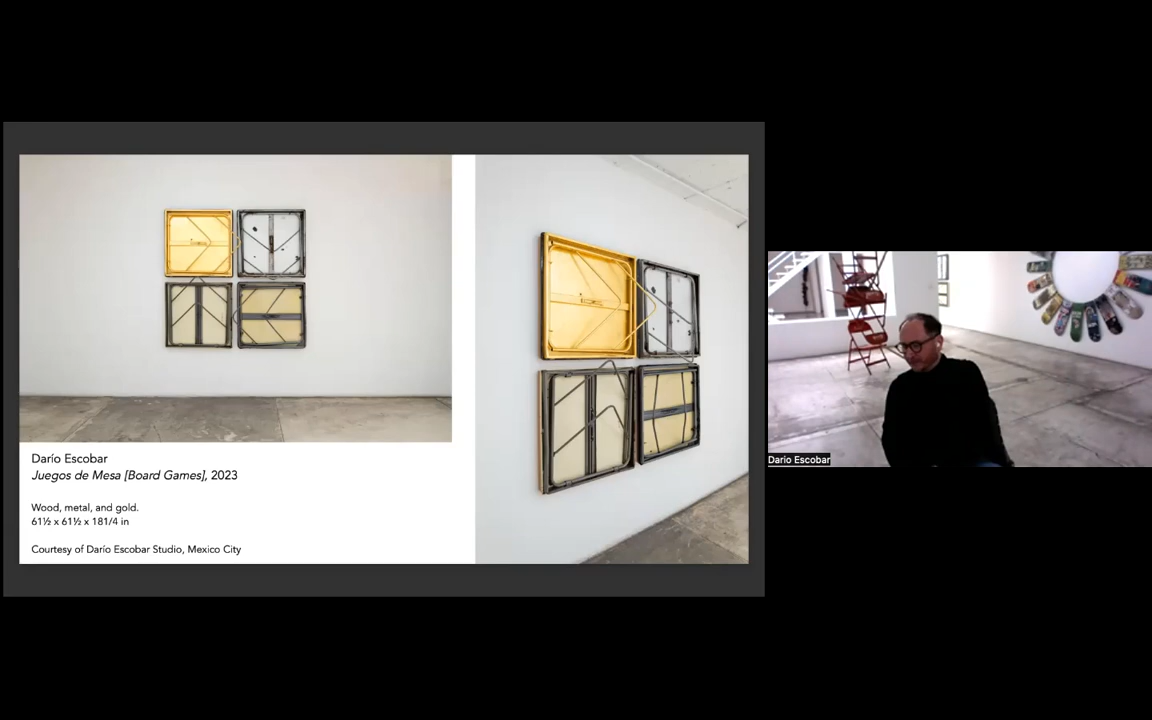 Darío Escobar
Juegos de Mesa [Board Games], 2023
Wood, metal, and gold.
61½ x 61½ x 181/4 in
Courtesy of Darío Escobar Studio, Mexico City
Dario Escobar